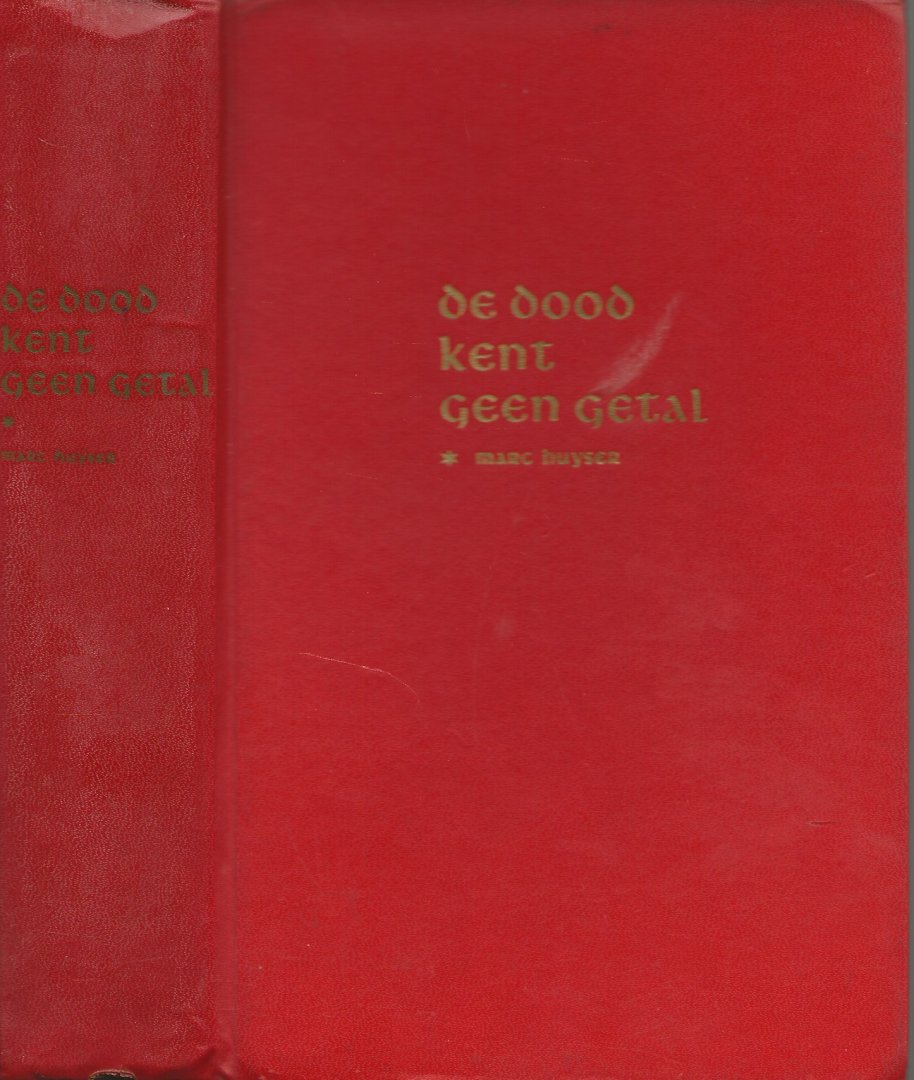 de dood
kent
geen getal
*
marc huyser
de dood
kent
geen getal
* marc huyser